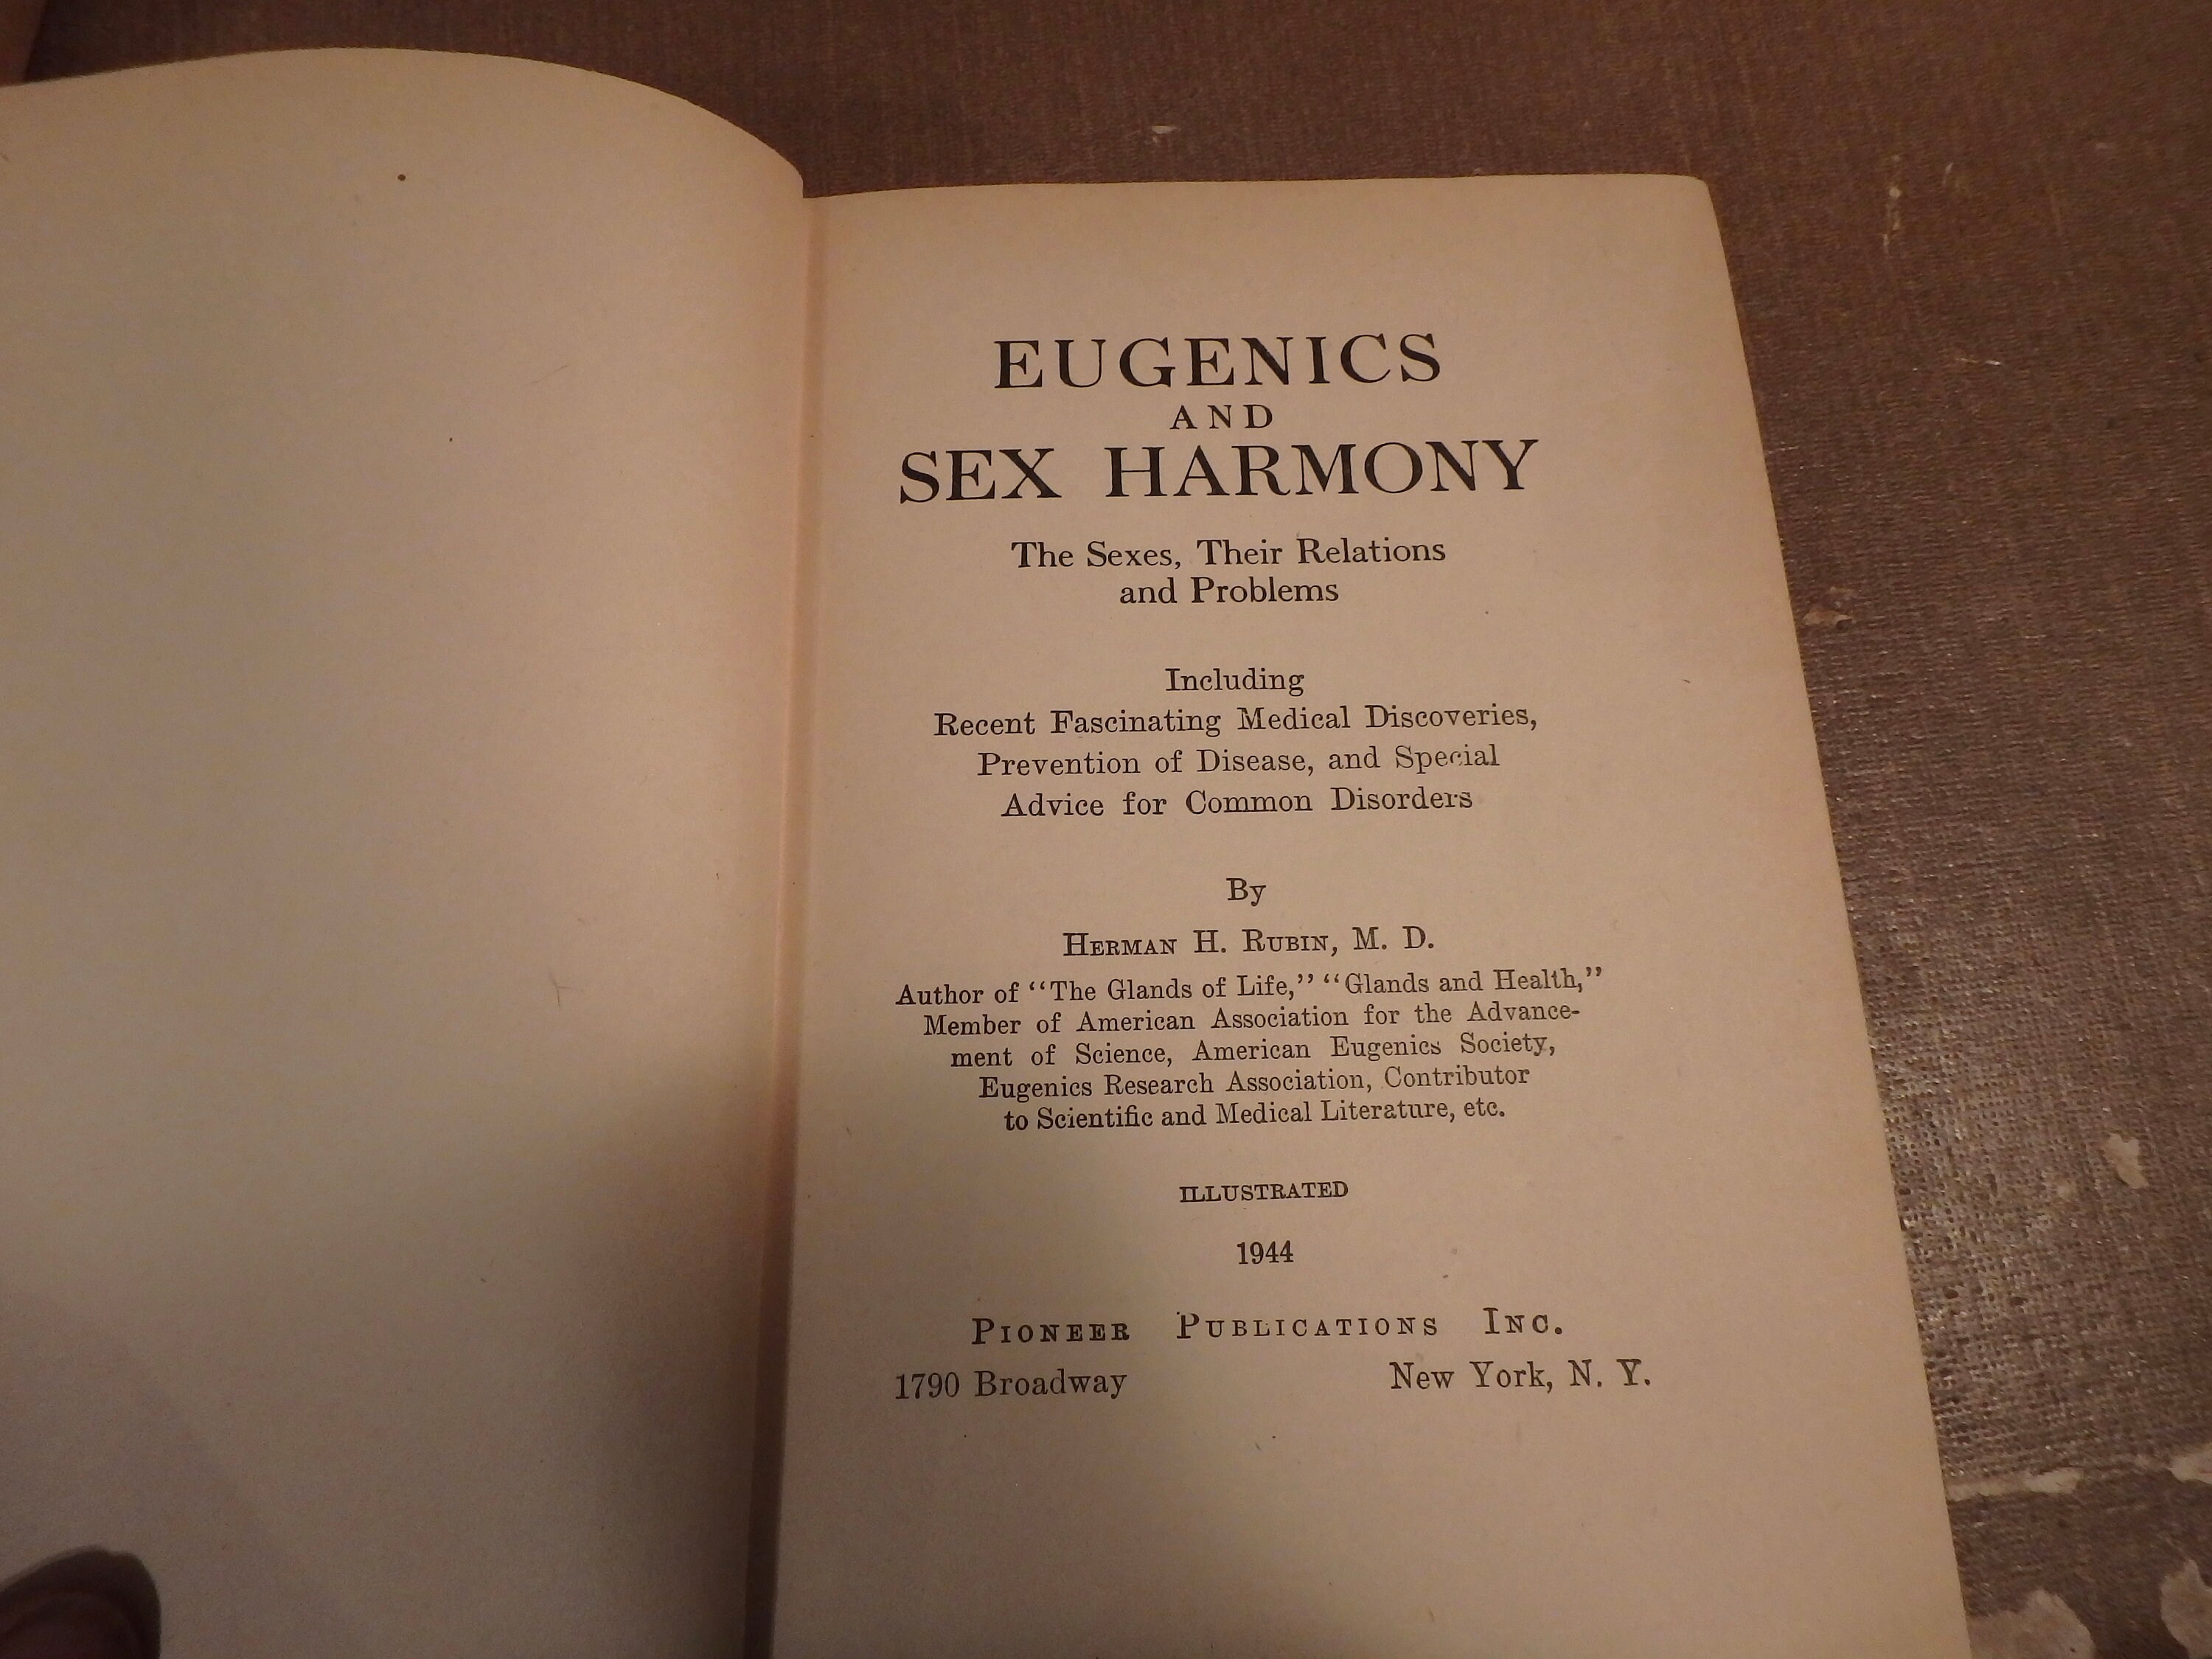 EUGENICS
AND
SEX HARMONY
The Sexes, Their Relations
and Problems
Including
Recent Fascinating Medical Discoveries,
Prevention of Disease, and Special
Advice for Common Disorders
By
HERMAN H. RUBIN, M. D.
Author of “The Glands of Life,” “Glands and Health,”
Member of American Association for the Advance-
ment of Science, American Eugenics Society,
Eugenics Research Association, Contributor
to Scientific and Medical Literature, etc.
ILLUSTRATED
1944
PIONEER PUBLICATIONS INC.
1790 Broadway New York, N. Y.